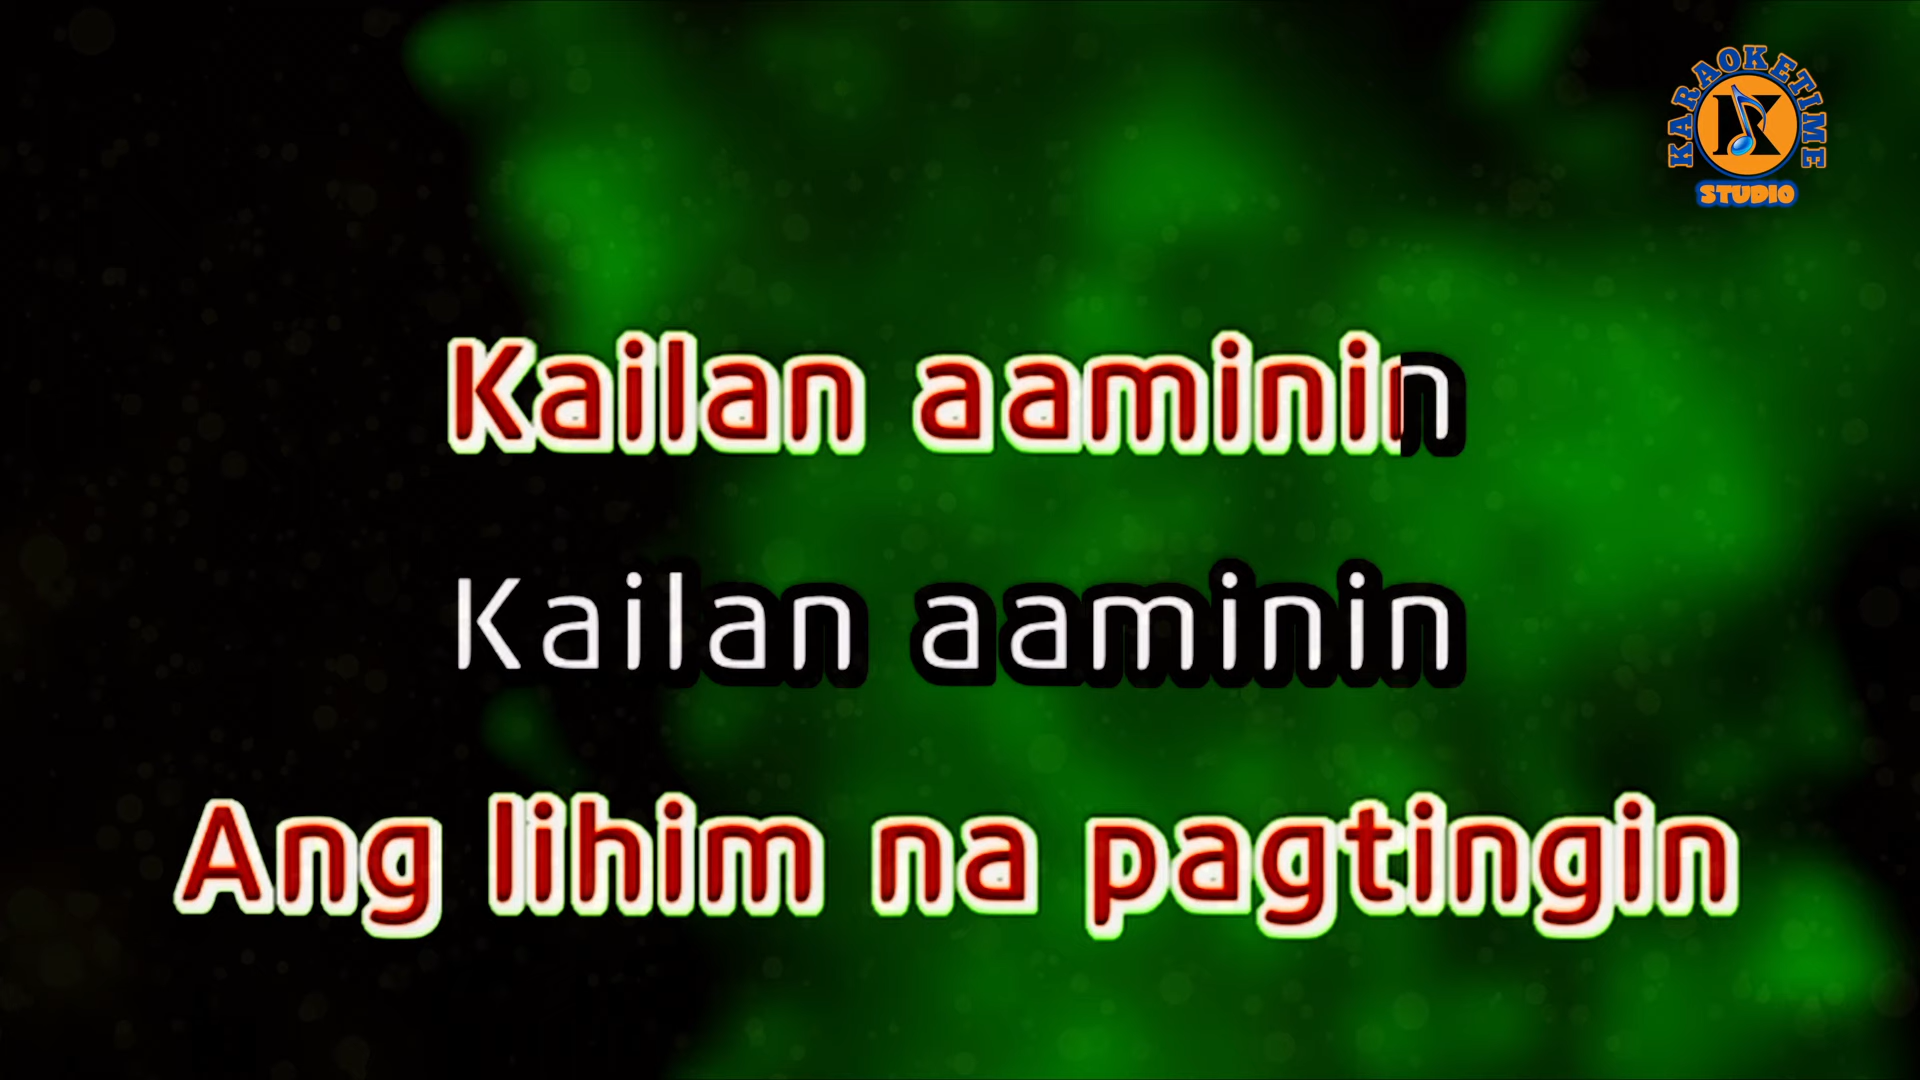 KARAOKETIME
K
STUDIO
Kailan aaminin
Kailan aaminin
Ang lihim na pagtingin